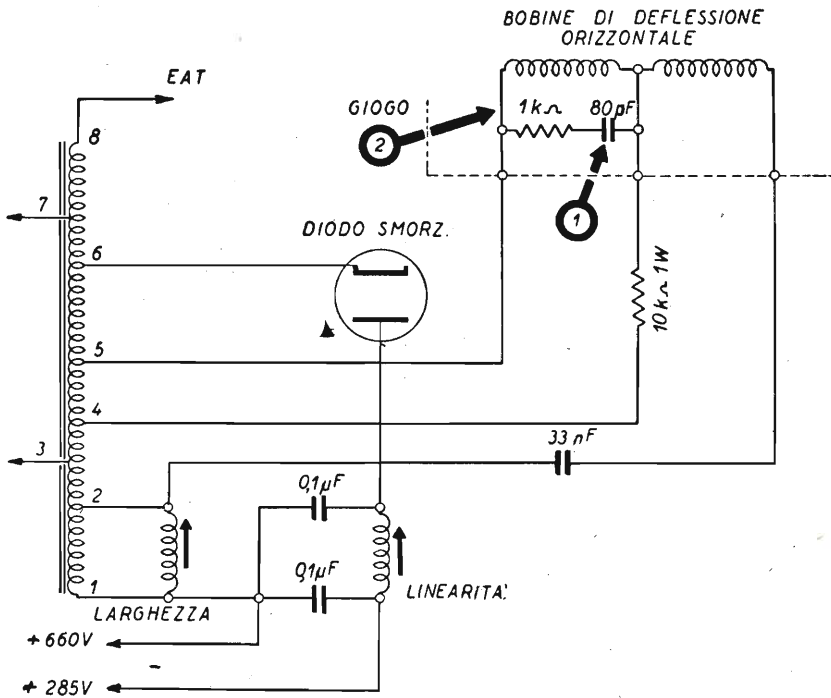 BOBINE DI DEFLESSIONE
ORIZZONTALE
EAT
GIOGO
1kΩ
80pF
2
1
8
7
DIODO SMORZ.
6
10kΩ 1W
5
4
33nF
3
0,1µF
2
0,1µF
1
LARGHEZZA
LINEARITÀ
+660V
+285V